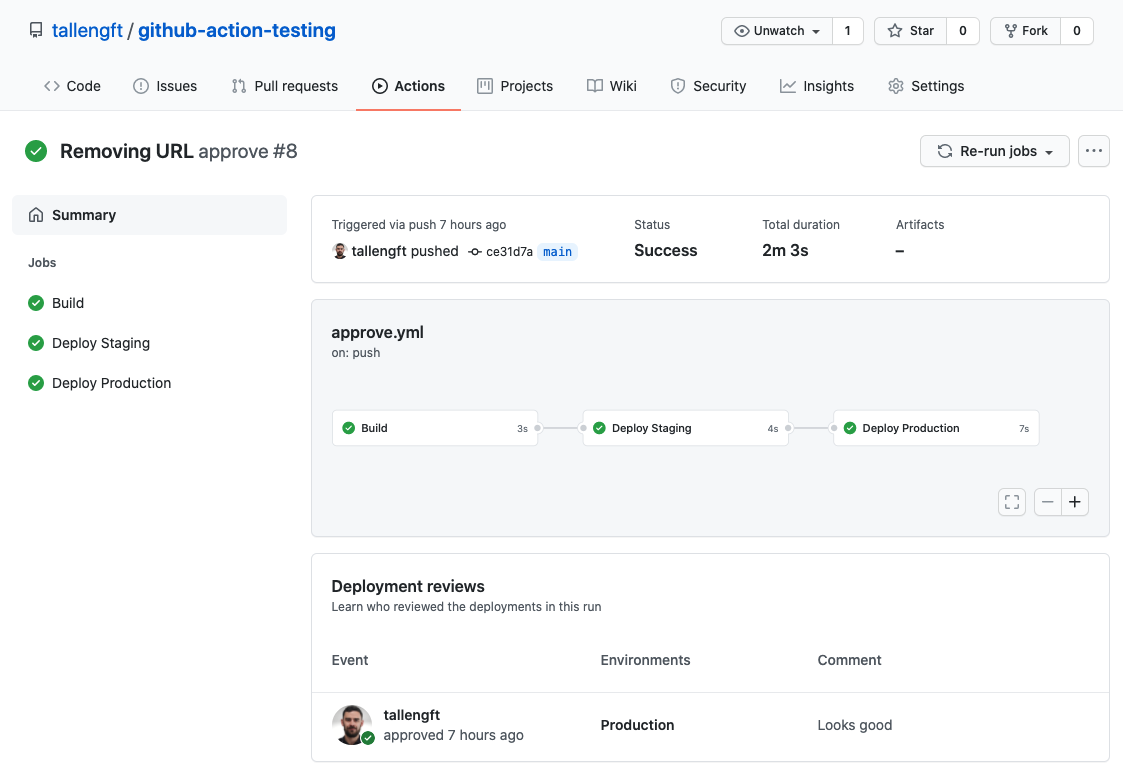 tallengft / github-action-testing
Unwatch 1 Star 0 Fork 0
Code Issues Pull requests Actions Projects Wiki Security Insights Settings
Removing URL approve #8
Re-run jobs
Summary
Jobs
Build
Deploy Staging
Deploy Production
Triggered via push 7 hours ago
tallengft pushed ce31d7a main
Status
Success
Total duration
2m 3s
Artifacts
–
approve.yml
on: push
Build 3s
Deploy Staging 4s
Deploy Production 7s
Deployment reviews
Learn who reviewed the deployments in this run
Event Environments Comment
tallengft
approved 7 hours ago
Production
Looks good